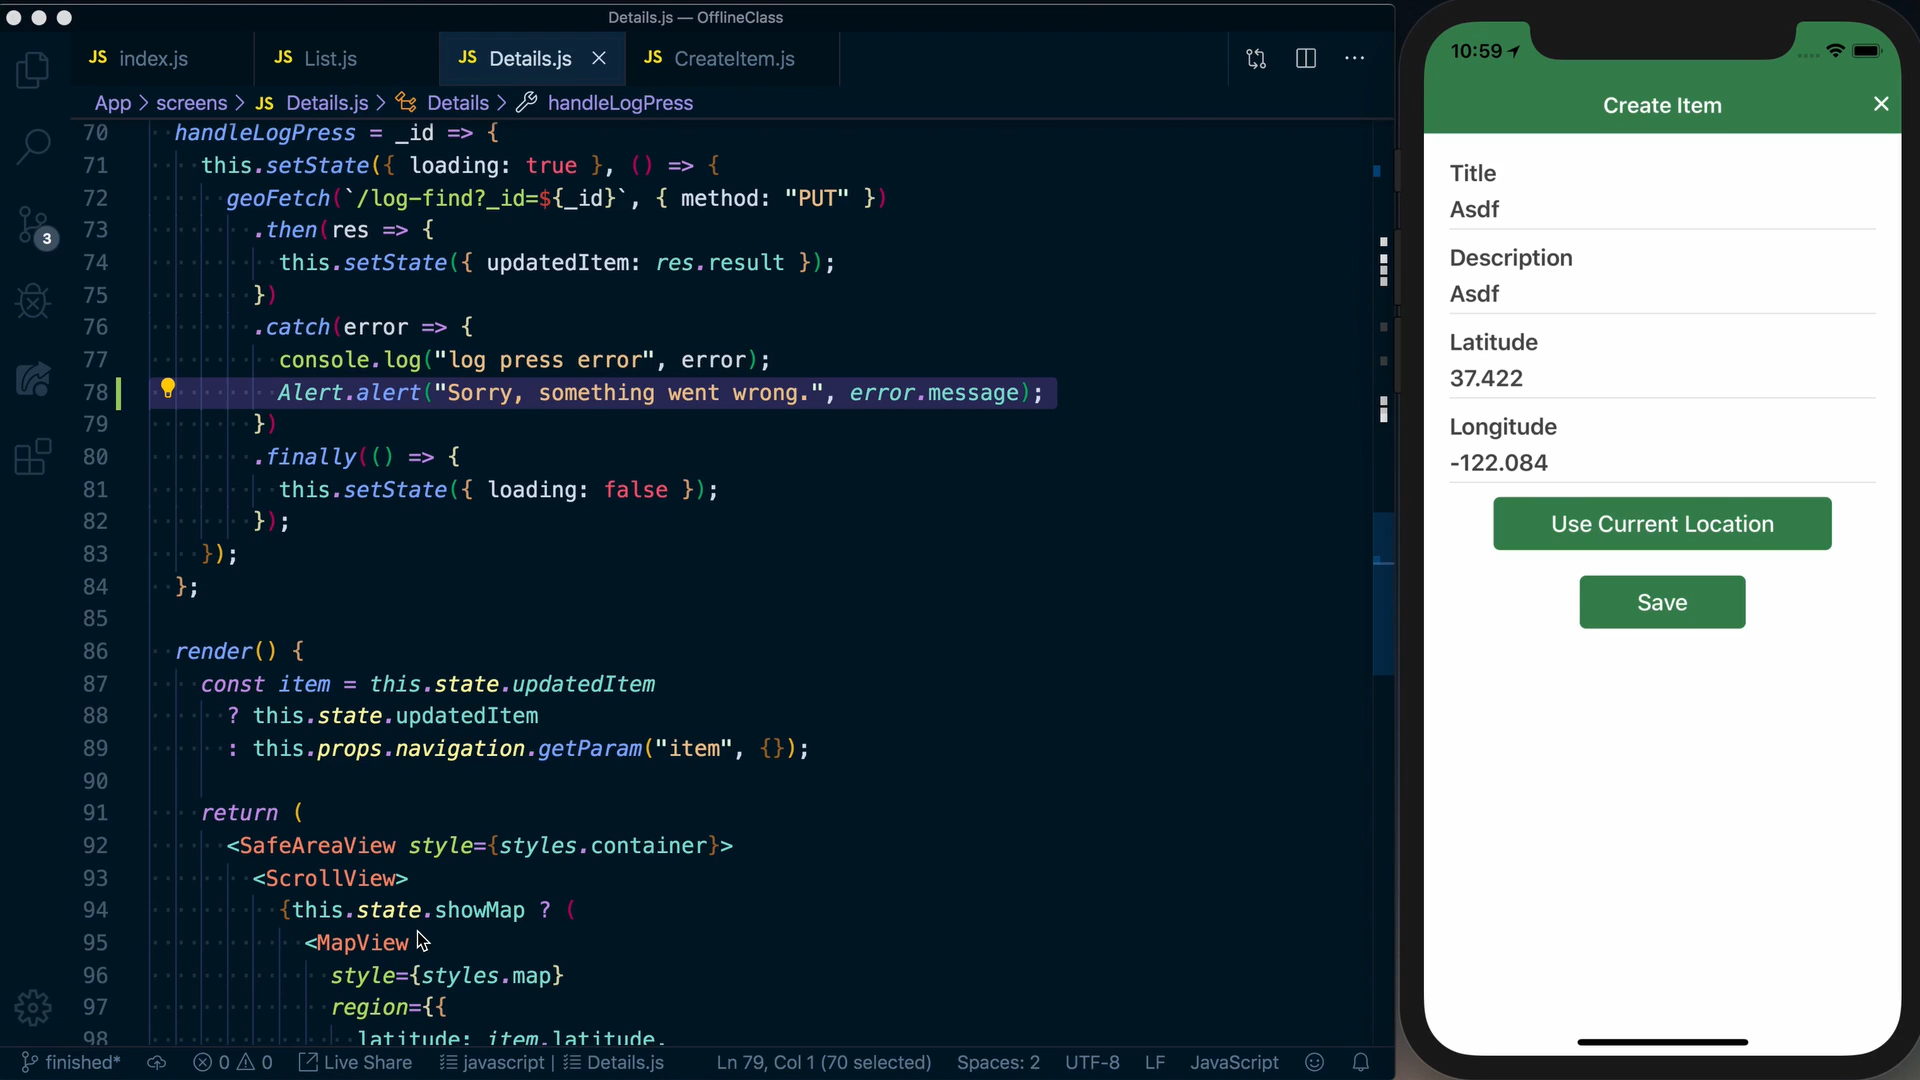 Details.js — OfflineClass
JS index.js
JS List.js
JS Details.js
JS CreateItem.js
App > screens > JS Details.js > Details > handleLogPress
70 handleLogPress = _id => {
71 this.setState({ loading: true }, () => {
72 geoFetch(`/log-find?_id=${_id}`, { method: "PUT" })
73 .then(res => {
74 this.setState({ updatedItem: res.result });
75 })
76 .catch(error => {
77 console.log("log press error", error);
78 Alert.alert("Sorry, something went wrong.", error.message);
79 })
80 .finally(() => {
81 this.setState({ loading: false });
82 });
83 });
84 };
85
86 render() {
87 const item = this.state.updatedItem
88 ? this.state.updatedItem
89 : this.props.navigation.getParam("item", {});
90
91 return (
92 <SafeAreaView style={styles.container}>
93 <ScrollView>
94 {this.state.showMap ? (
95 <MapView
96 style={styles.map}
97 region={{
98 latitude: item.latitude,
3
finished* 0 0 Live Share javascript | Details.js Ln 79, Col 1 (70 selected) Spaces: 2 UTF-8 LF JavaScript
10:59
Create Item ×
Title
Asdf
Description
Asdf
Latitude
37.422
Longitude
-122.084
Use Current Location
Save